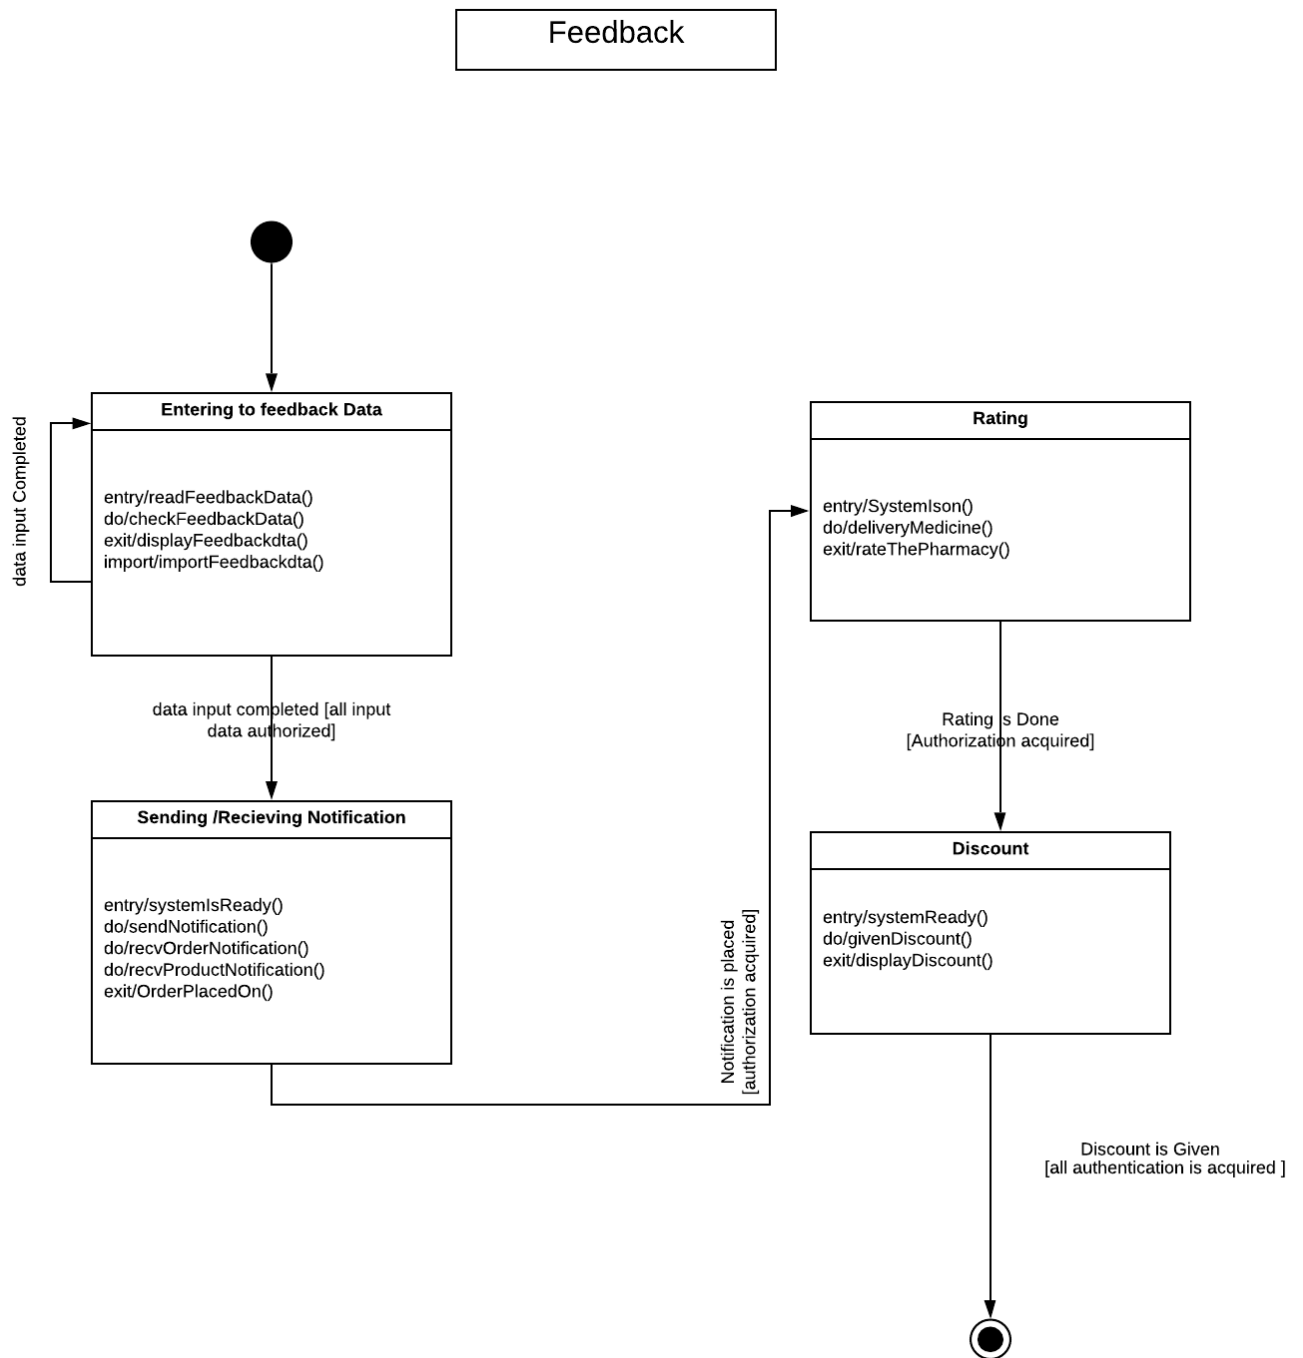 Feedback
Entering to feedback Data
entry/readFeedbackData()
do/checkFeedbackData()
exit/displayFeedbackdta()
import/importFeedbackdta()
data input Completed
data input completed [all input
data authorized]
Sending /Recieving Notification
entry/systemIsReady()
do/sendNotification()
do/recvOrderNotification()
do/recvProductNotification()
exit/OrderPlacedOn()
Notification is placed
[authorization acquired]
Rating
entry/SystemIson()
do/deliveryMedicine()
exit/rateThePharmacy()
Rating is Done
[Authorization acquired]
Discount
entry/systemReady()
do/givenDiscount()
exit/displayDiscount()
Discount is Given
[all authentication is acquired ]